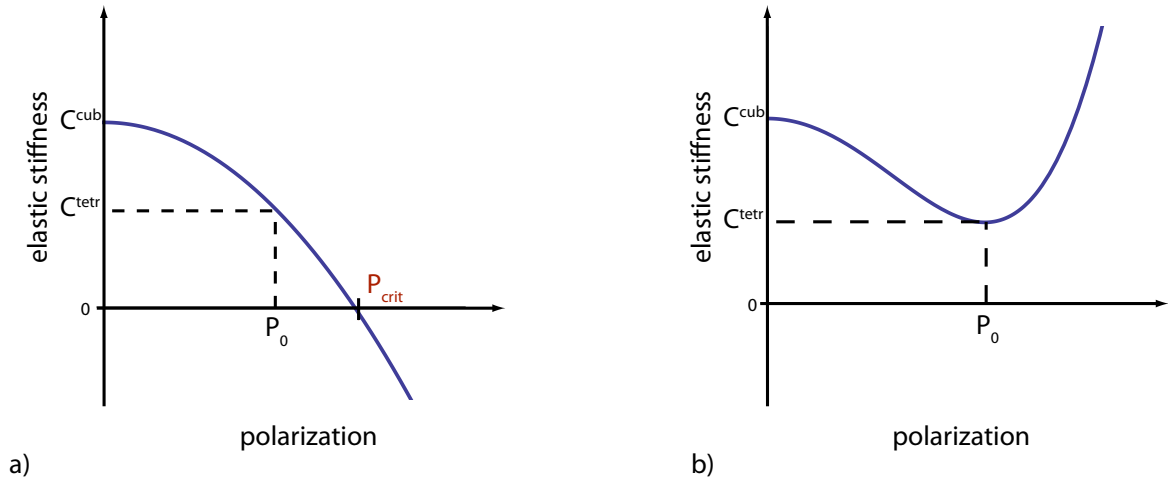 elastic stiffness
C^cub
C^tetr
0
P_0
P_crit
polarization
a)
elastic stiffness
C^cub
C^tetr
0
P_0
polarization
b)